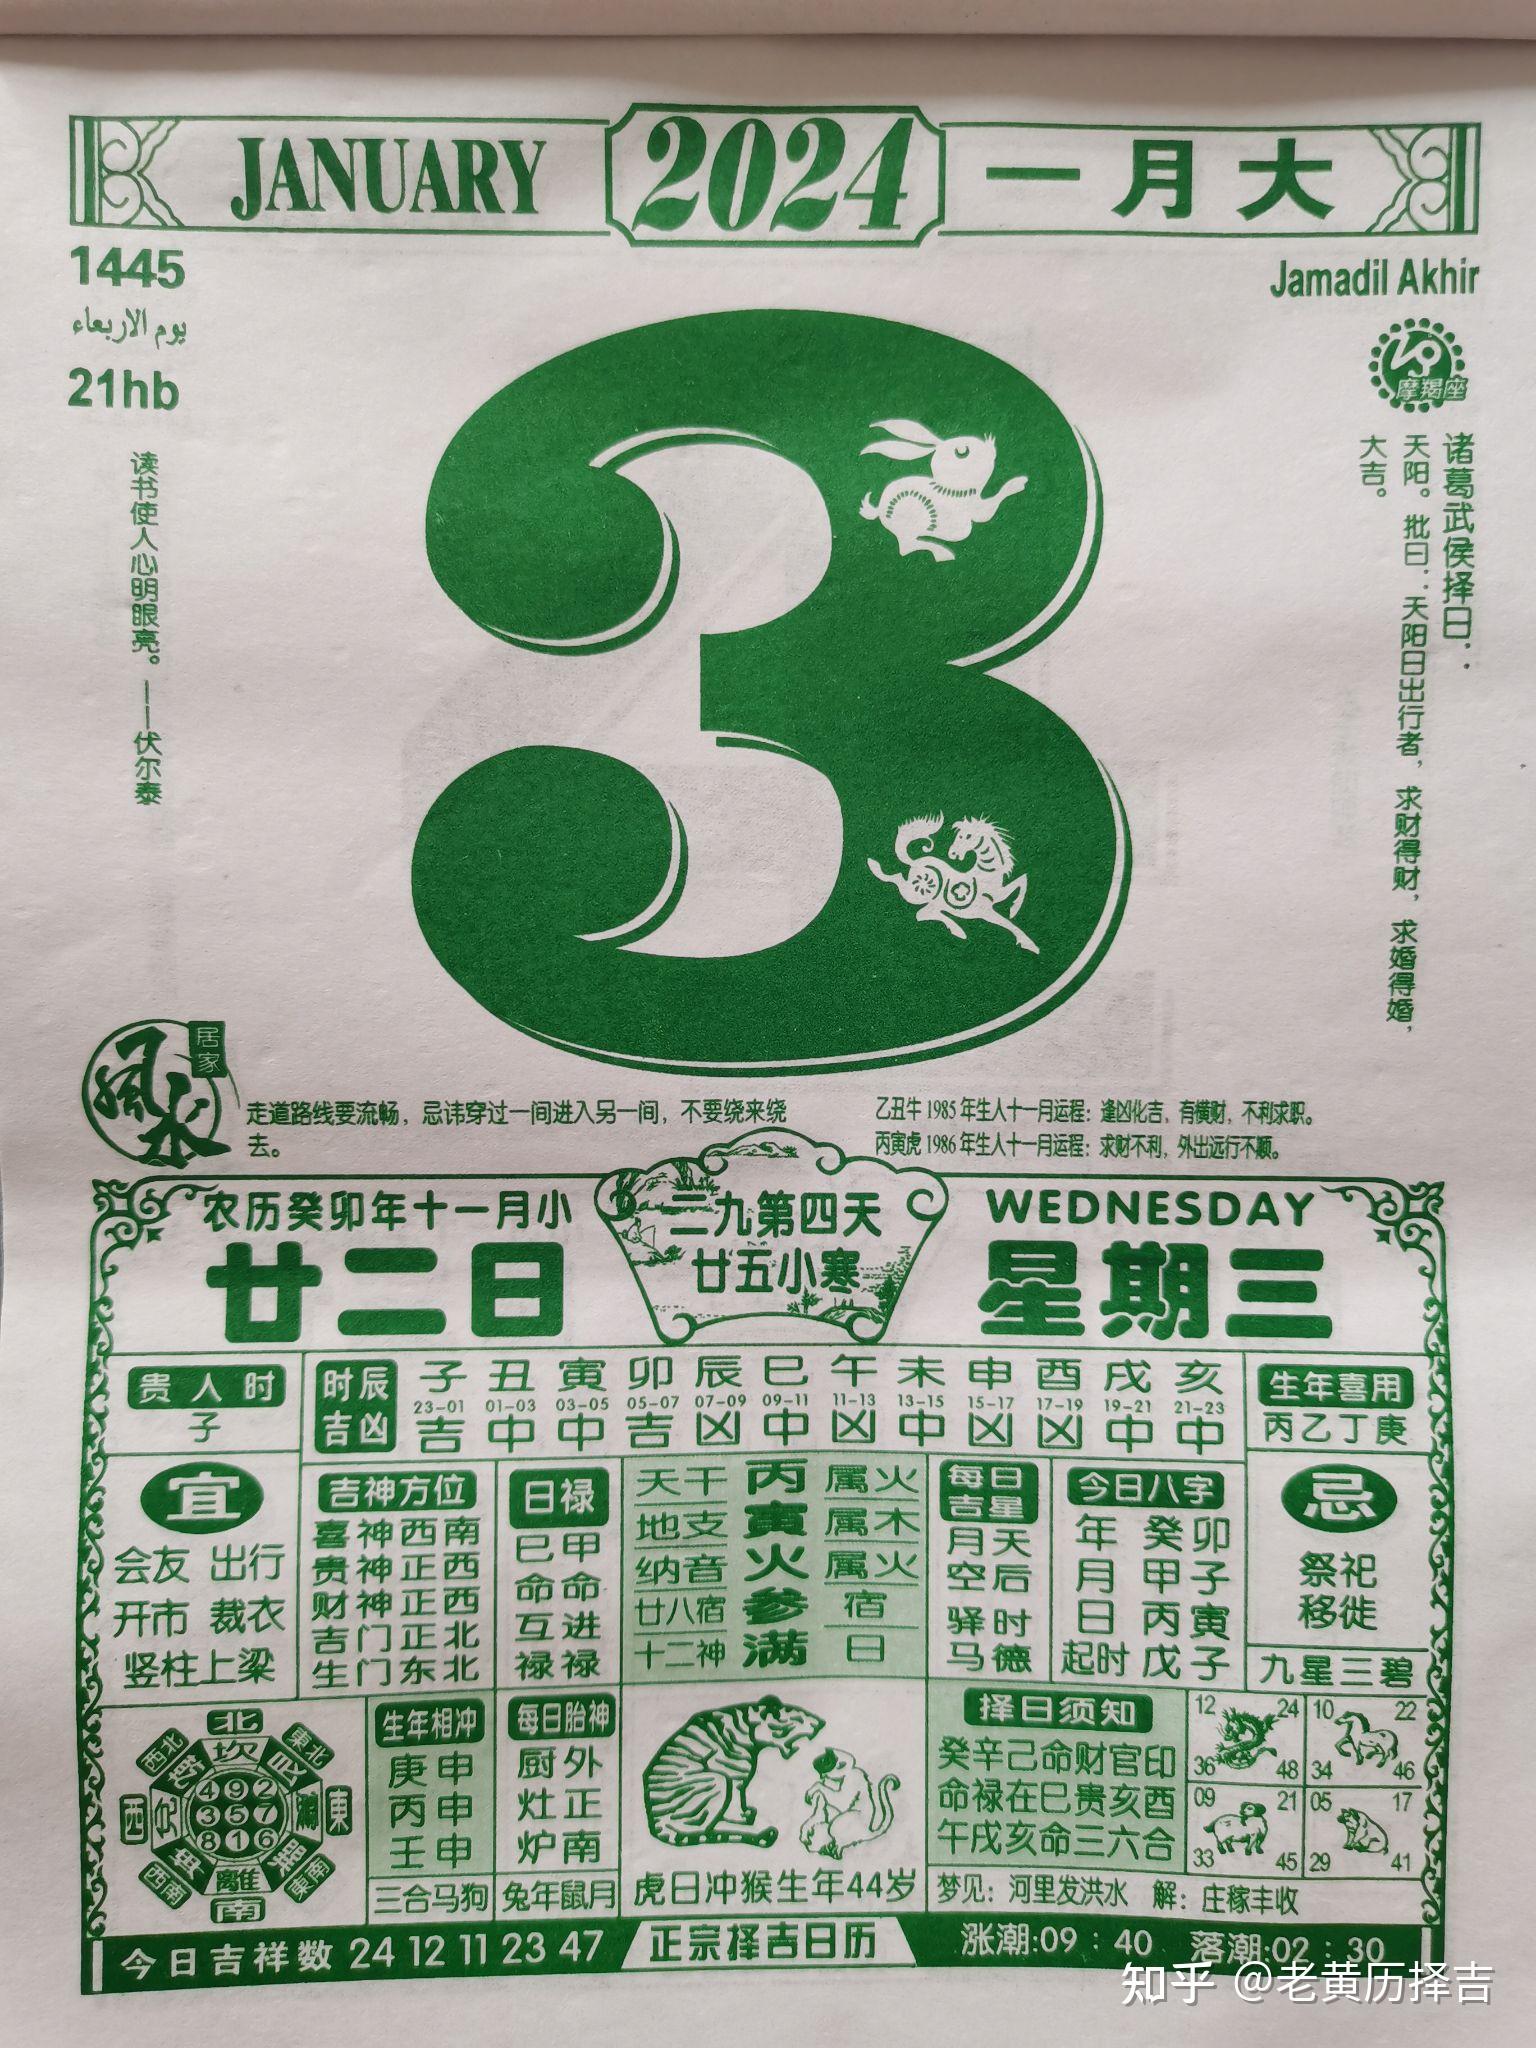 JANUARY 2024 一月大
1445
يوم الاربعاء
21hb
Jamadil Akhir
摩羯座
读书使人心明眼亮。——伏尔泰
诸葛武侯择日：
天阳。批曰：天阳日出行者，求财得财，求婚得婚，
大吉。
居家
風水
走道路线要流畅，忌讳穿过一间进入另一间，不要绕来绕
去。
乙丑牛1985年生人十一月运程：逢凶化吉，有横财，不利求职。
丙寅虎1986年生人十一月运程：求财不利，外出远行不顺。
农历癸卯年十一月小
廿二日
二九第四天
廿五小寒
WEDNESDAY
星期三
贵人时
子
时辰吉凶
子 丑 寅 卯 辰 巳 午 未 申 酉 戌 亥
23-01 01-03 03-05 05-07 07-09 09-11 11-13 13-15 15-17 17-19 19-21 21-23
吉 中 中 吉 凶 中 凶 中 凶 凶 中 中
生年喜用
丙乙丁庚
宜
会友 出行
开市 裁衣
竖柱上梁
吉神方位
喜神西南
贵神正西
财神正西
吉门正北
生门东北
日禄
巳甲
命命
互进
禄禄
天干 丙 属火
地支 寅 属木
纳音 火 属火
廿八宿 参 宿
十二神 满 日
每日吉星
月天
空后
驿时
马德
今日八字
年 癸卯
月 甲子
日 丙寅
起时 戊子
忌
祭祀
移徙
九星三碧
北
東北
東
東南
南
西南
西
西北
坎
離
4 9 2
3 5 7
8 1 6
生年相冲
庚申
丙申
壬申
三合马狗
每日胎神
厨外
灶正
炉南
兔年鼠月
虎日冲猴生年44岁
择日须知
癸辛己命财官印
命禄在巳贵亥酉
午戌亥命三六合
12 24 36 48
10 22 34 46
09 21 33 45
05 17 29 41
梦见：河里发洪水 解：庄稼丰收
今日吉祥数 24 12 11 23 47
正宗择吉日历
涨潮:09：40 落潮:02：30
知乎 @老黄历择吉